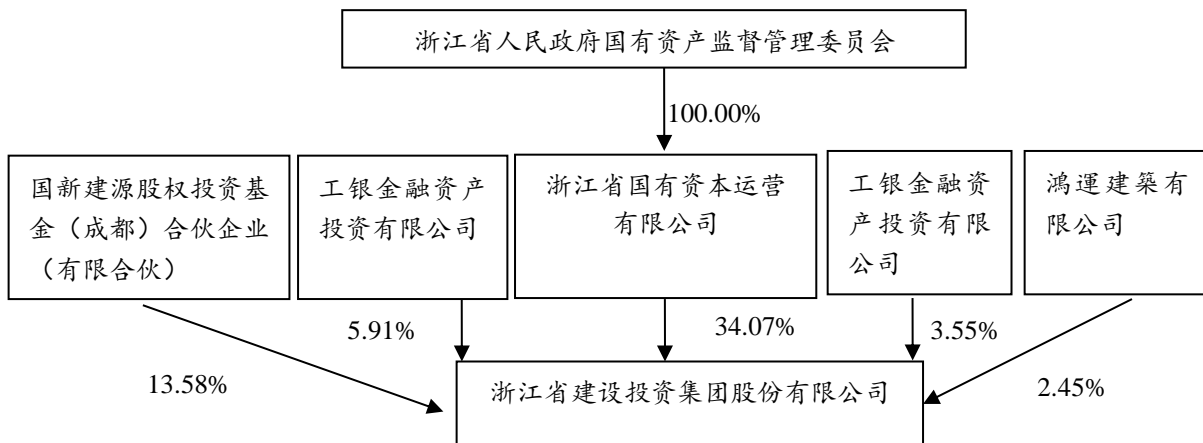 浙江省人民政府国有资产监督管理委员会
100.00%
国新建源股权投资基
金（成都）合伙企业
（有限合伙）
工银金融资产
投资有限公司
浙江省国有资本运营
有限公司
工银金融资
产投资有限
公司
鸿運建築有
限公司
13.58%
5.91%
34.07%
3.55%
2.45%
浙江省建设投资集团股份有限公司